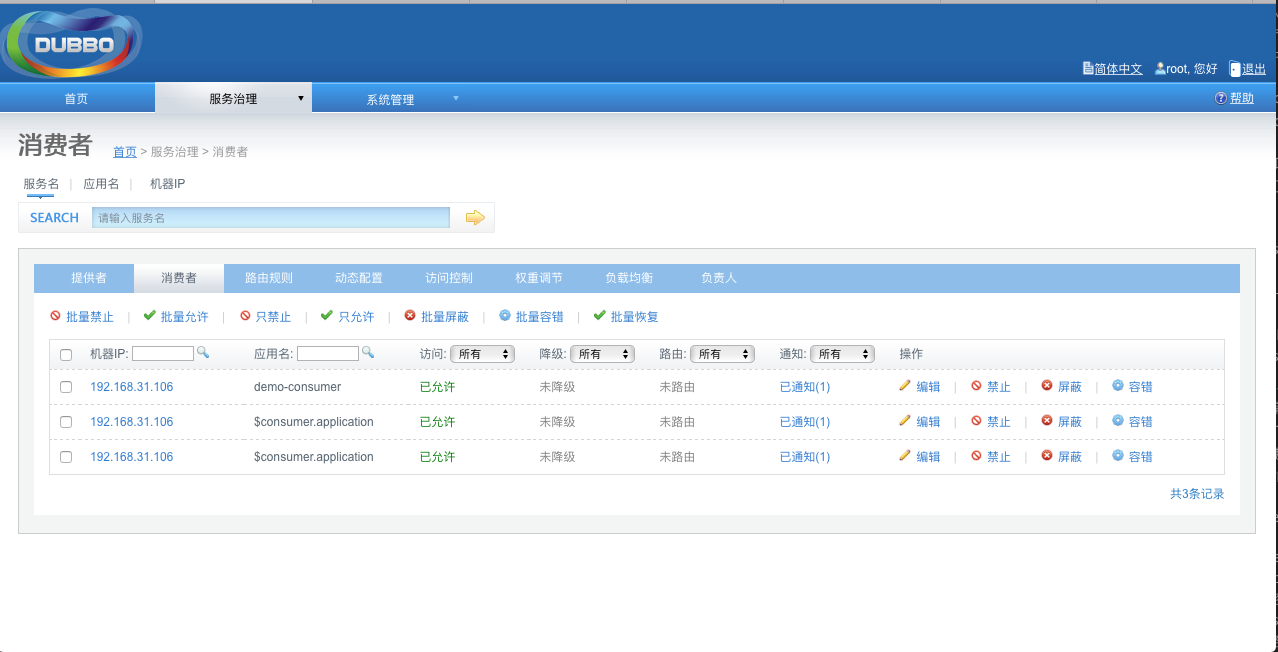 DUBBO
简体中文 root, 您好 退出
首页 服务治理 系统管理 帮助
消费者 首页 > 服务治理 > 消费者
服务名 | 应用名 | 机器IP
SEARCH 请输入服务名
提供者 消费者 路由规则 动态配置 访问控制 权重调节 负载均衡 负责人
批量禁止 | 批量允许 | 只禁止 | 只允许 | 批量屏蔽 | 批量容错 | 批量恢复
机器IP: 应用名: 访问: 所有 降级: 所有 路由: 所有 通知: 所有 操作
192.168.31.106 demo-consumer 已允许 未降级 未路由 已通知(1) 编辑 | 禁止 | 屏蔽 | 容错
192.168.31.106 $consumer.application 已允许 未降级 未路由 已通知(1) 编辑 | 禁止 | 屏蔽 | 容错
192.168.31.106 $consumer.application 已允许 未降级 未路由 已通知(1) 编辑 | 禁止 | 屏蔽 | 容错
共3条记录